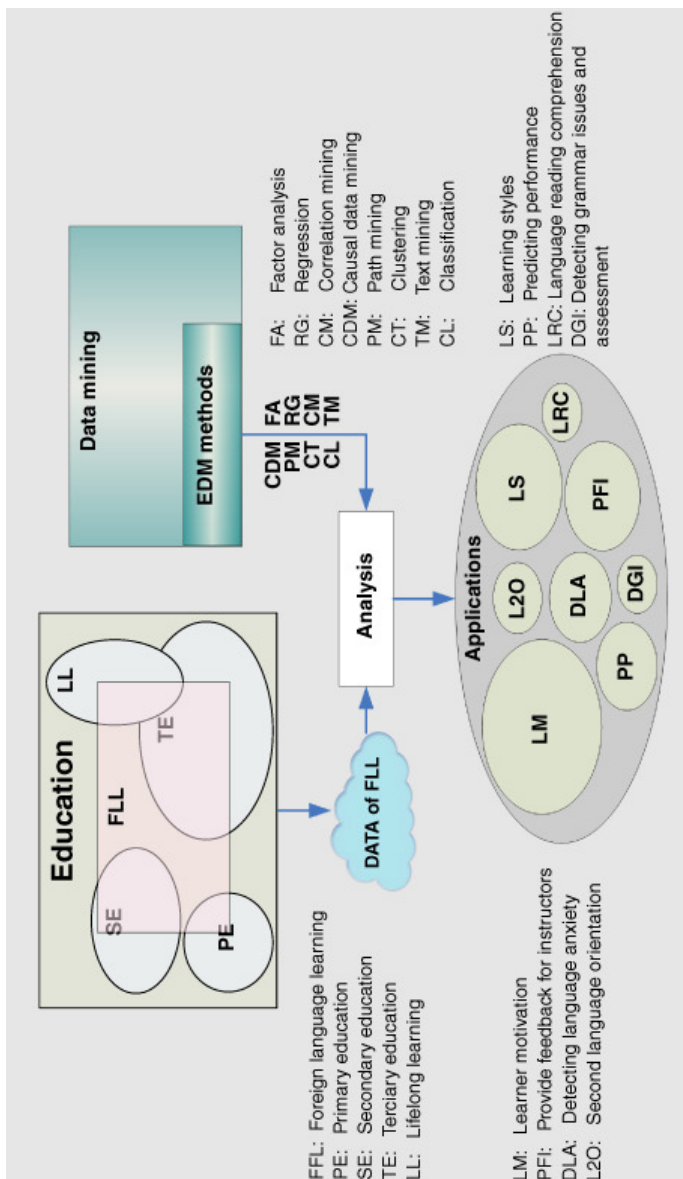 Education
LL
TE
FLL
SE
PE
Data mining
EDM methods
CDM FA
PM RG
CT CM
CL TM
FFL: Foreign language learning
PE: Primary education
SE: Secondary education
TE: Terciary education
LL: Lifelong learning
DATA of FLL
Analysis
FA: Factor analysis
RG: Regression
CM: Correlation mining
CDM: Causal data mining
PM: Path mining
CT: Clustering
TM: Text mining
CL: Classification
LM: Learner motivation
PFI: Provide feedback for instructors
DLA: Detecting language anxiety
L2O: Second language orientation
Applications
LM
L2O
LS
DLA
PFI
LRC
PP
DGI
LS: Learning styles
PP: Predicting performance
LRC: Language reading comprehension
DGI: Detecting grammar issues and
assessment